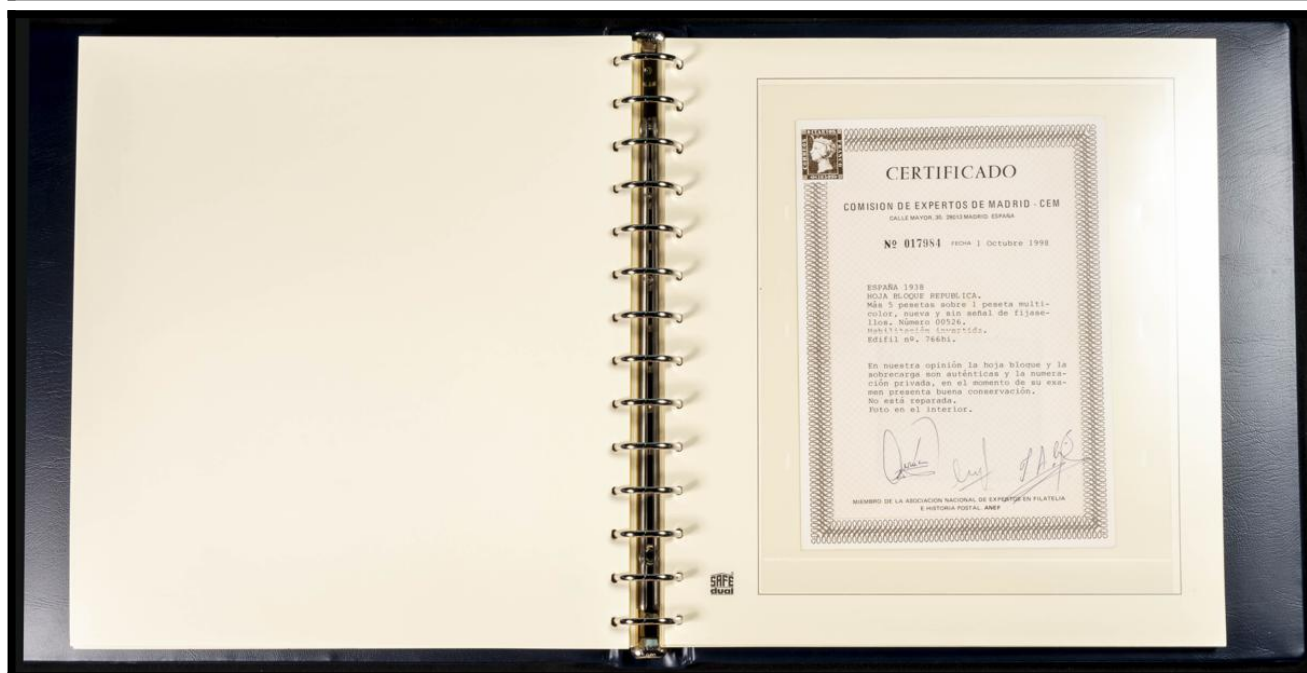 CERTIFICADO
COMISION DE EXPERTOS DE MADRID - CEM
CALLE MAYOR, 30. 28013 MADRID. ESPAÑA
Nº 017984 FECHA 1 Octubre 1998
ESPAÑA 1938
HOJA BLOQUE REPUBLICA.
Más 5 pesetas sobre 1 peseta multi-
color, nueva y sin señal de fijase-
llos. Número 00526.
Habilitación invertida.
Edifil nº. 766hi.
En nuestra opinión la hoja bloque y la
sobrecarga son auténticas y la numera-
ción privada, en el momento de su exa-
men presenta buena conservación.
No está reparada.
Foto en el interior.
MIEMBRO DE LA ASOCIACION NACIONAL DE EXPERTOS EN FILATELIA
E HISTORIA POSTAL. ANEF
SAFE
dual